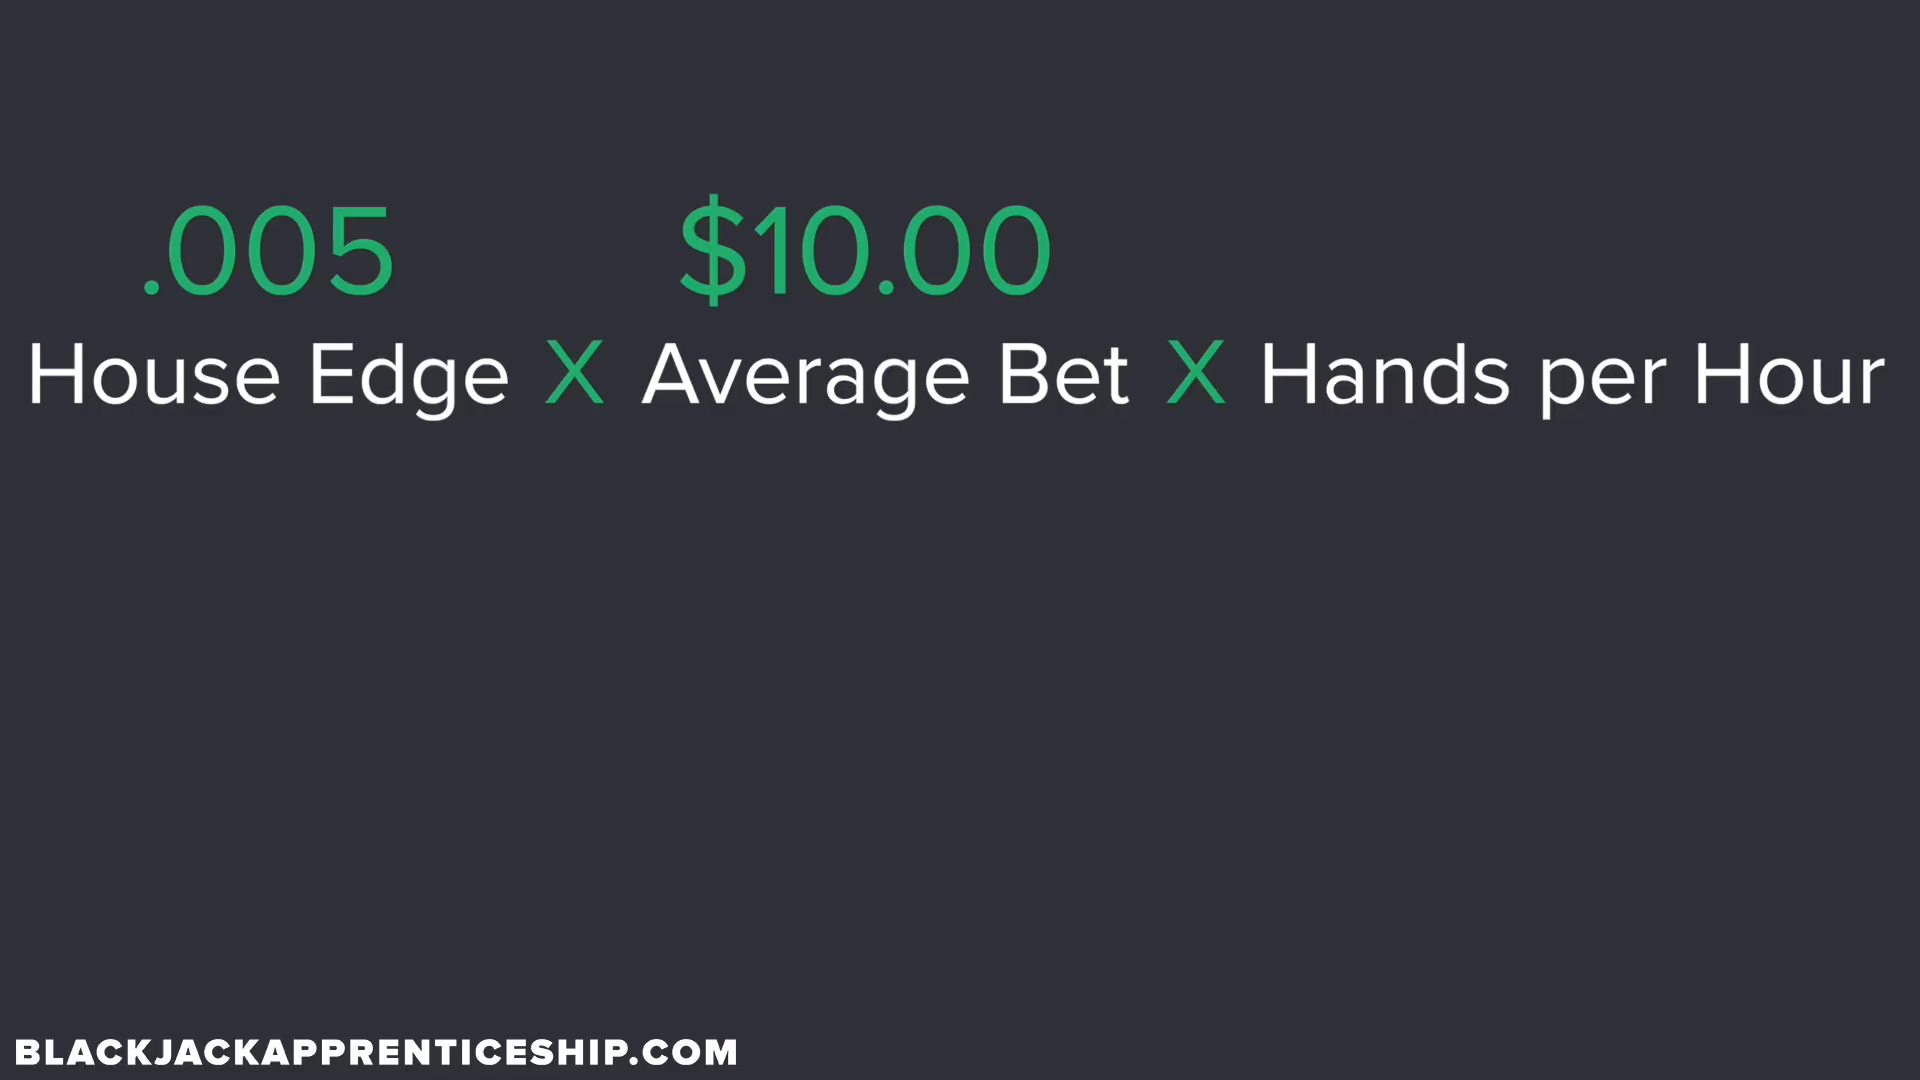 .005 $10.00
House Edge X Average Bet X Hands per Hour
BLACKJACKAPPRENTICESHIP.COM